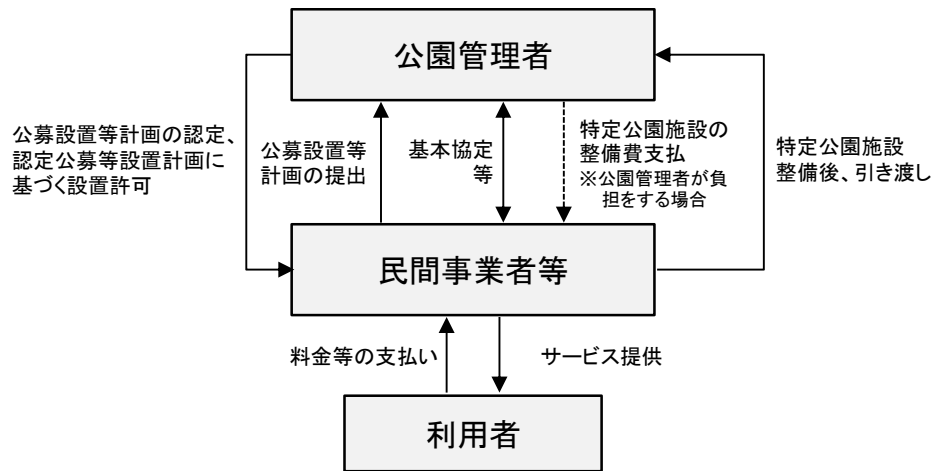 公園管理者
公募設置等計画の認定、
認定公募等設置計画に
基づく設置許可
公募設置等
計画の提出
基本協定
等
特定公園施設の
整備費支払
※公園管理者が負
担をする場合
特定公園施設
整備後、引き渡し
民間事業者等
料金等の支払い
サービス提供
利用者